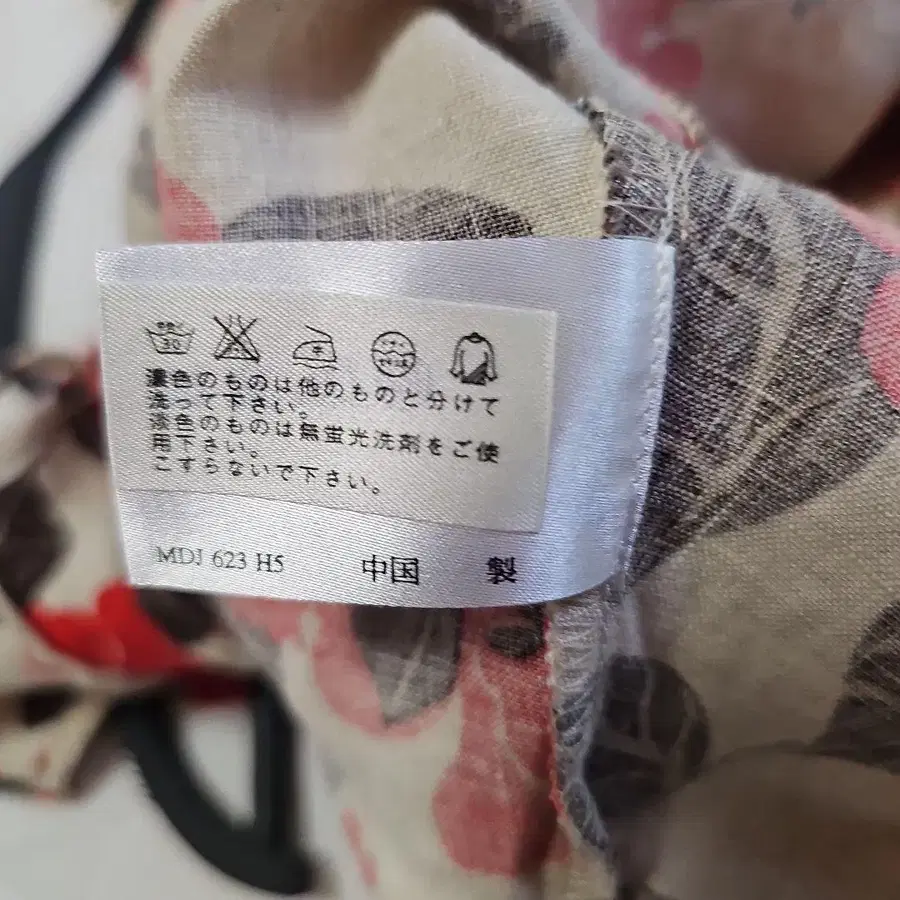 30
中
濃色のものは他のものと分けて
洗って下さい。
淡色のものは無蛍光洗剤をご使
用下さい。
こすらないで下さい。
MDJ 623 H5 中国 製